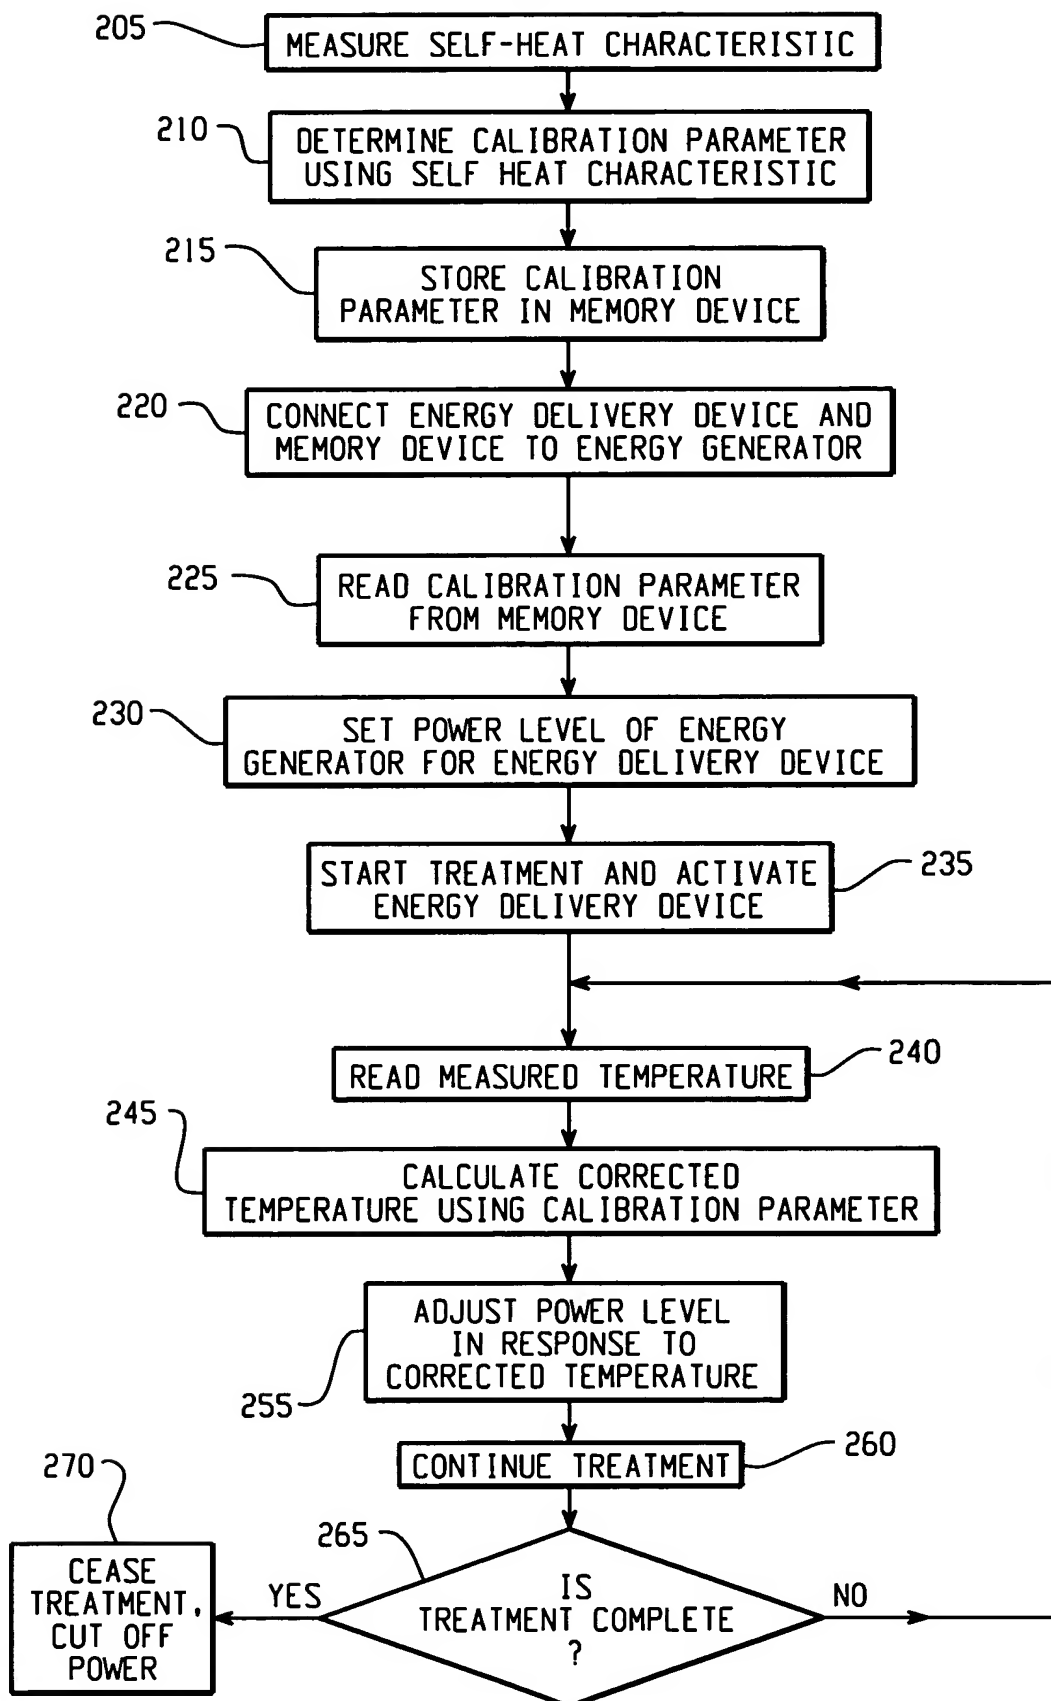 205
MEASURE SELF-HEAT CHARACTERISTIC
210
DETERMINE CALIBRATION PARAMETER
USING SELF HEAT CHARACTERISTIC
215
STORE CALIBRATION
PARAMETER IN MEMORY DEVICE
220
CONNECT ENERGY DELIVERY DEVICE AND
MEMORY DEVICE TO ENERGY GENERATOR
225
READ CALIBRATION PARAMETER
FROM MEMORY DEVICE
230
SET POWER LEVEL OF ENERGY
GENERATOR FOR ENERGY DELIVERY DEVICE
235
START TREATMENT AND ACTIVATE
ENERGY DELIVERY DEVICE
240
READ MEASURED TEMPERATURE
245
CALCULATE CORRECTED
TEMPERATURE USING CALIBRATION PARAMETER
ADJUST POWER LEVEL
IN RESPONSE TO
CORRECTED TEMPERATURE
255
260
CONTINUE TREATMENT
270
265
CEASE
TREATMENT,
CUT OFF
POWER
YES
IS
TREATMENT COMPLETE
?
NO